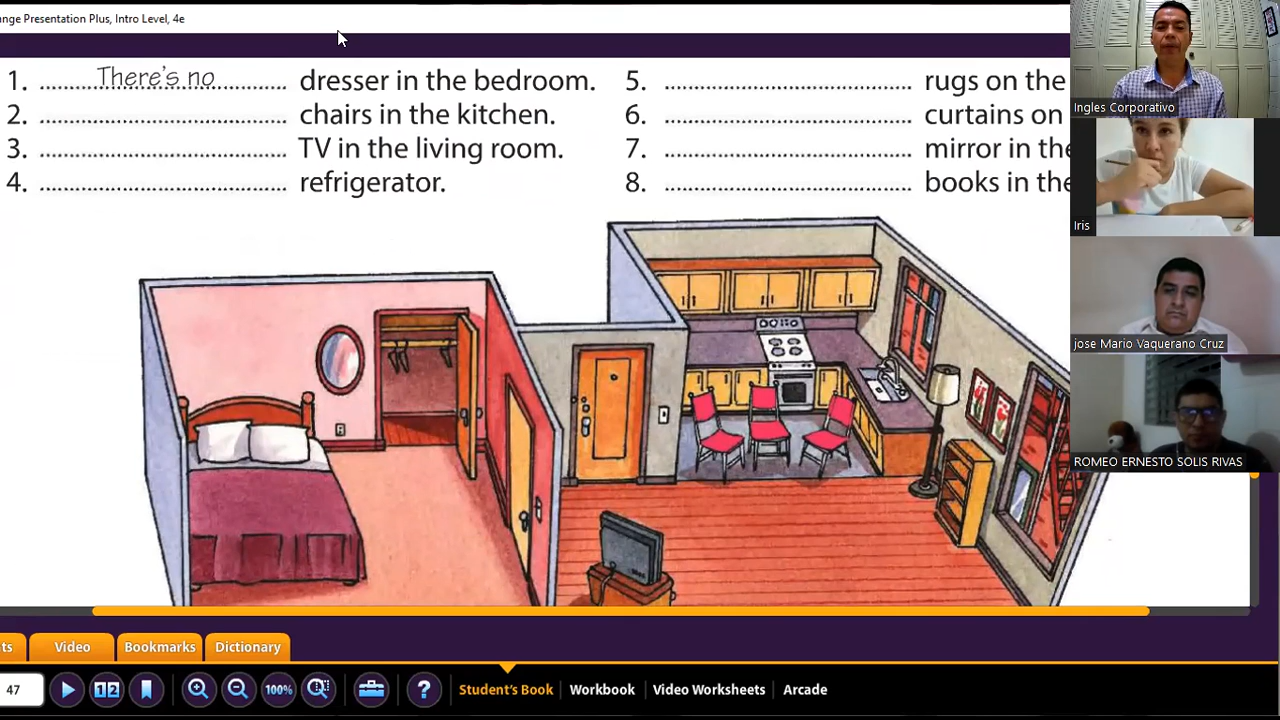 ange Presentation Plus, Intro Level, 4e
1. There's no dresser in the bedroom.
2. chairs in the kitchen.
3. TV in the living room.
4. refrigerator.
5. rugs on the
6. curtains on
7. mirror in the
8. books in the
Ingles Corporativo
Iris
jose Mario Vaquerano Cruz
ROMEO ERNESTO SOLIS RIVAS
ts Video Bookmarks Dictionary
47 1 2 100% ? Student's Book Workbook Video Worksheets Arcade